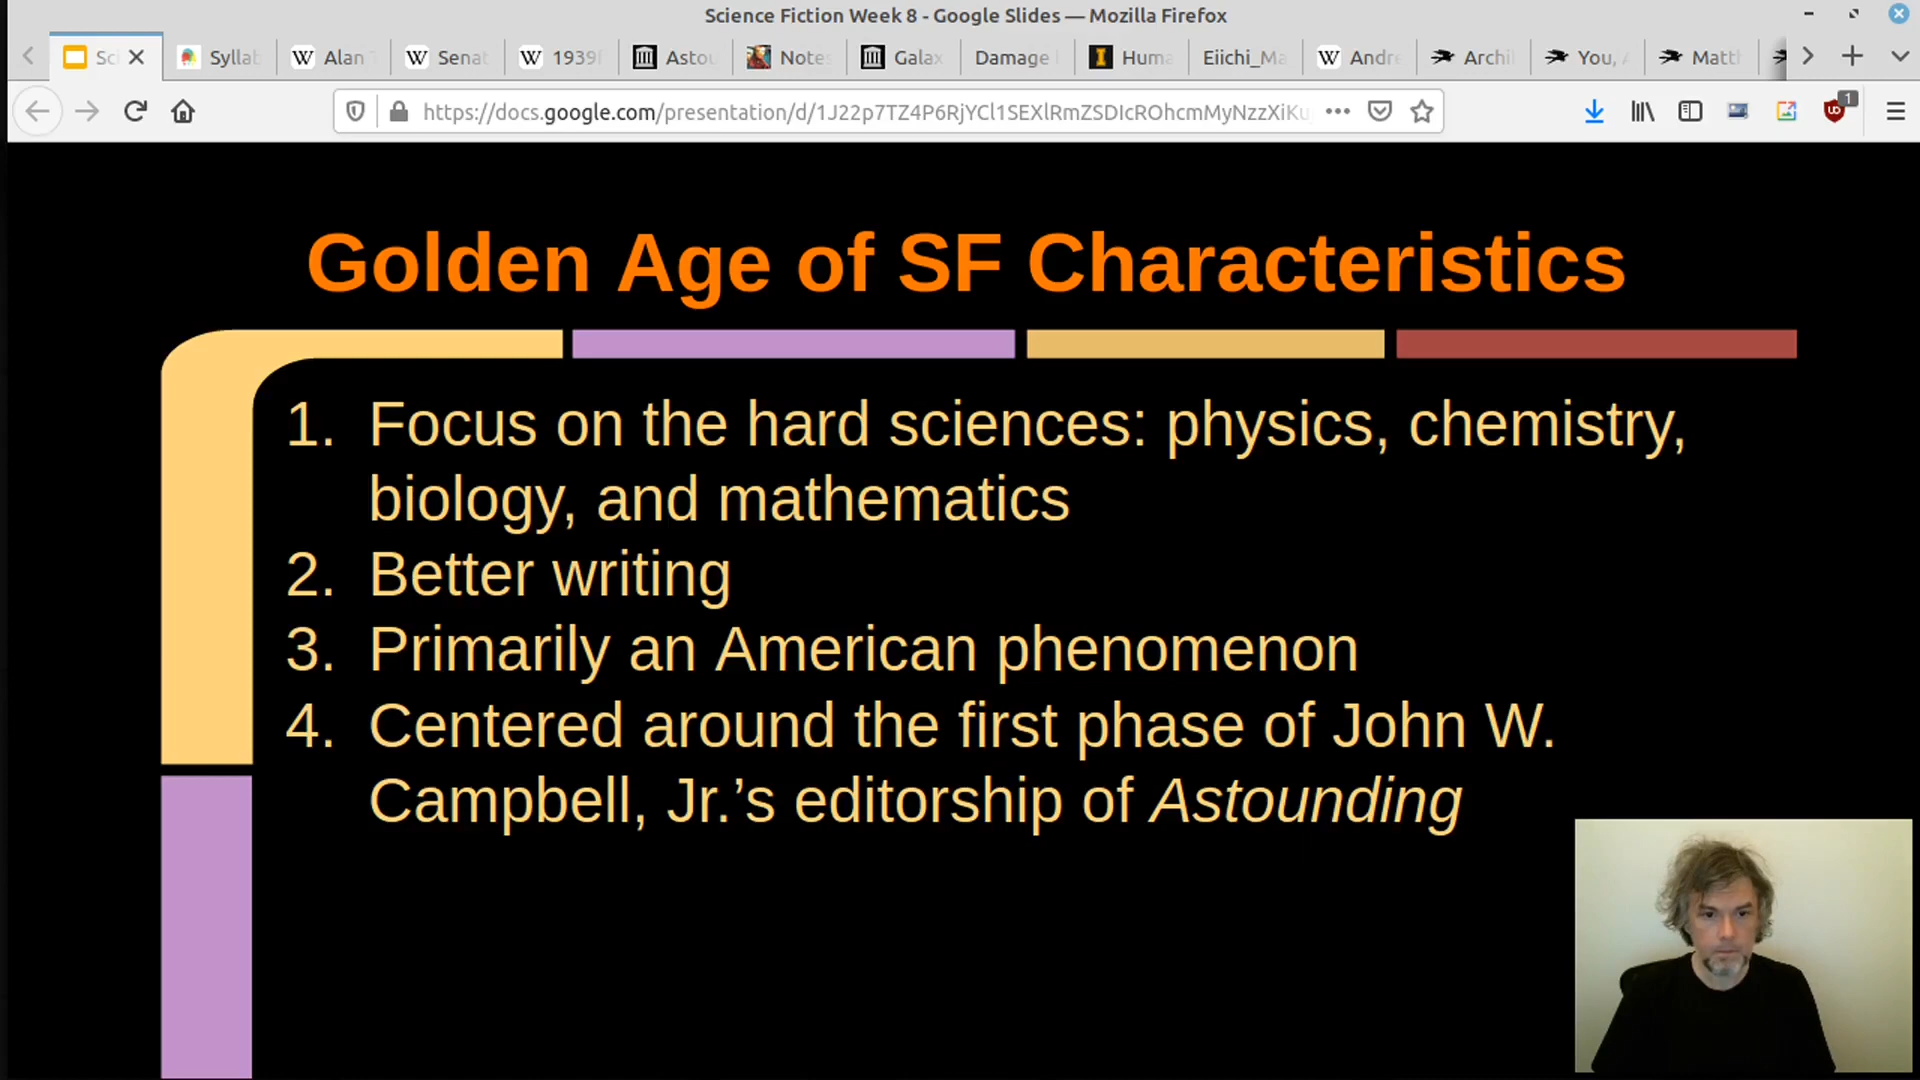 Science Fiction Week 8 - Google Slides — Mozilla Firefox
Sci Syllab Alan Senat 1939 Astou Notes Galax Damage Huma Eiichi_Ma Andre Archi You, Matth
https://docs.google.com/presentation/d/1J22p7TZ4P6RjYCl1SEXlRmZSDIcROhcmMyNzzXiKu
1
Golden Age of SF Characteristics
1. Focus on the hard sciences: physics, chemistry,
biology, and mathematics
2. Better writing
3. Primarily an American phenomenon
4. Centered around the first phase of John W.
Campbell, Jr.’s editorship of Astounding